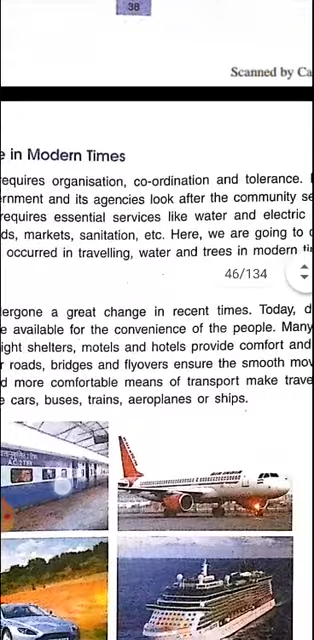 38
Scanned by Ca
e in Modern Times
equires organisation, co-ordination and tolerance.
ernment and its agencies look after the community se
requires essential services like water and electric
ds, markets, sanitation, etc. Here, we are going to
occurred in travelling, water and trees in modern
46/134
ergone a great change in recent times. Today, d
e available for the convenience of the people. Many
ight shelters, motels and hotels provide comfort and
r roads, bridges and flyovers ensure the smooth mov
d more comfortable means of transport make trave
e cars, buses, trains, aeroplanes or ships.
AIR INDIA